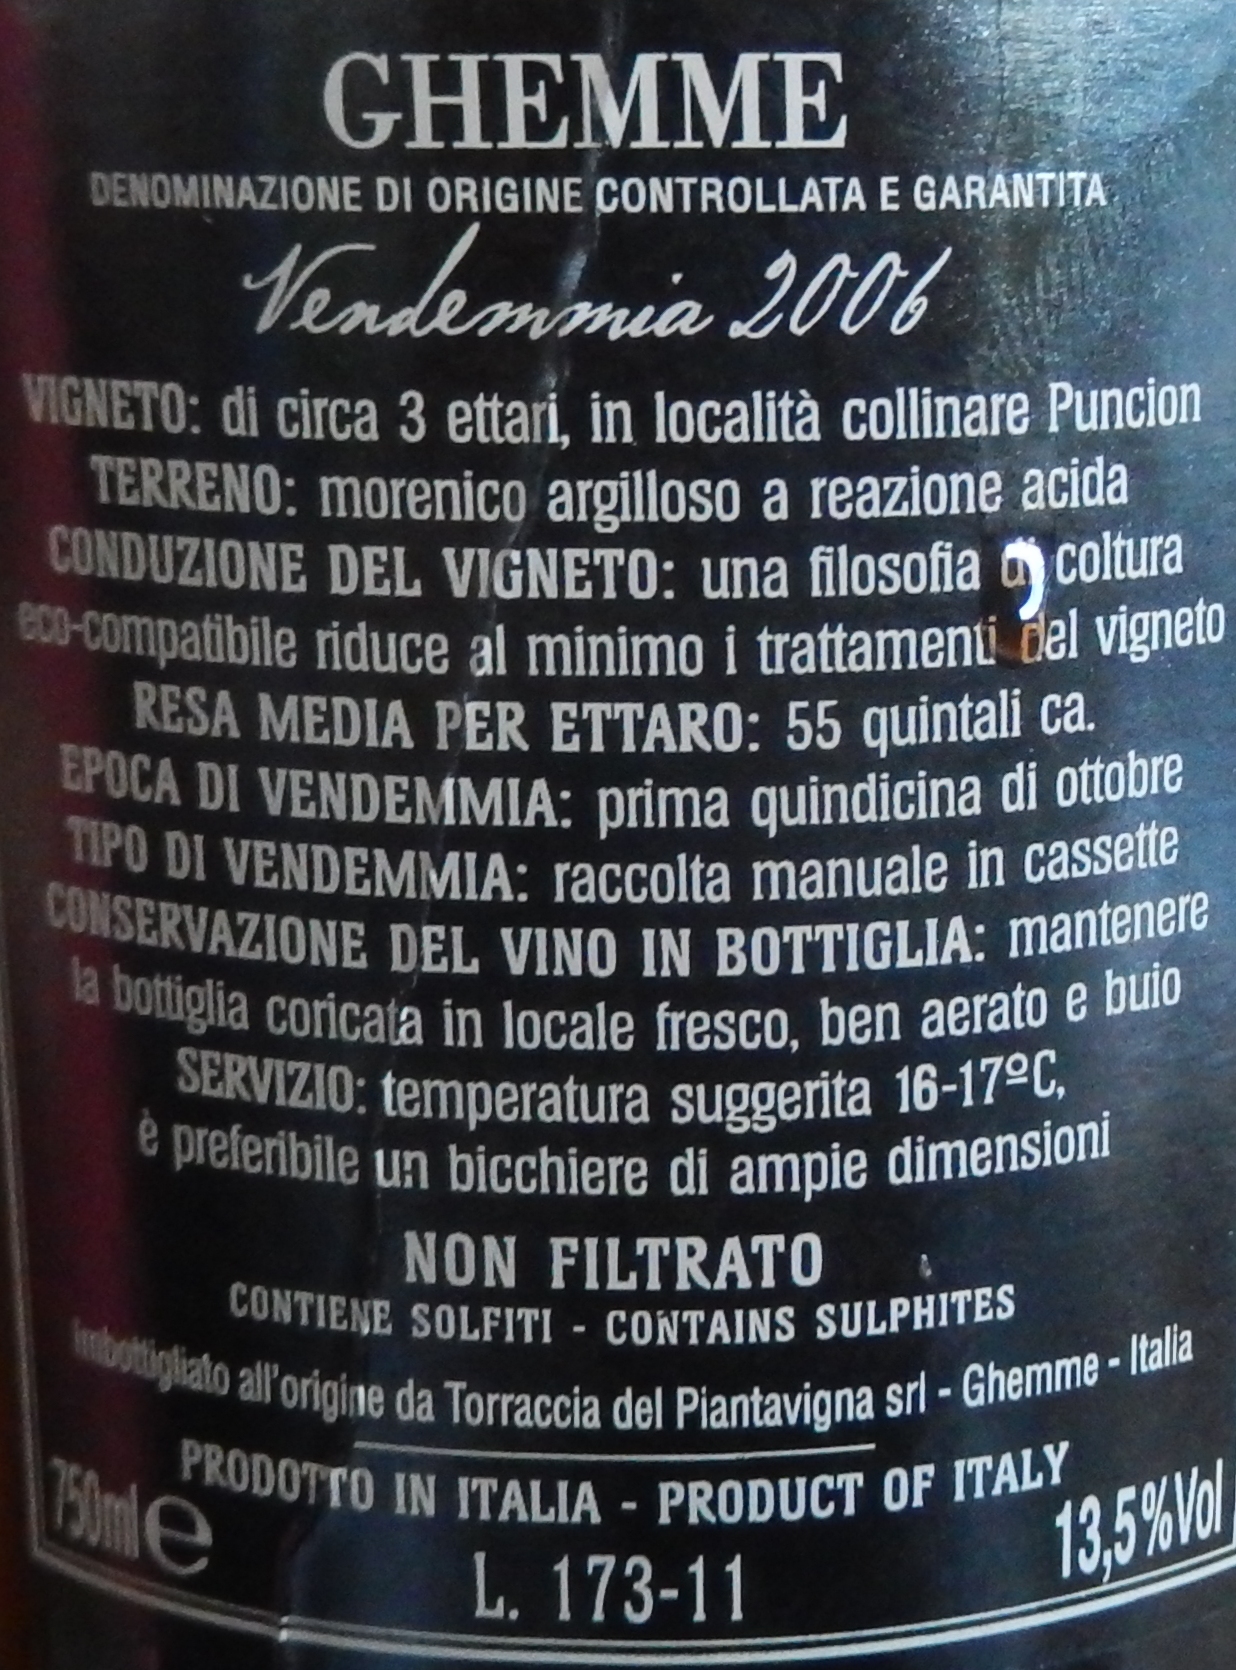 GHEMME
DENOMINAZIONE DI ORIGINE CONTROLLATA E GARANTITA
Vendemmia 2006
VIGNETO: di circa 3 ettari, in località collinare Puncion
TERRENO: morenico argilloso a reazione acida
CONDUZIONE DEL VIGNETO: una filosofia di coltura
eco-compatibile riduce al minimo i trattamenti del vigneto
RESA MEDIA PER ETTARO: 55 quintali ca.
EPOCA DI VENDEMMIA: prima quindicina di ottobre
TIPO DI VENDEMMIA: raccolta manuale in cassette
CONSERVAZIONE DEL VINO IN BOTTIGLIA: mantenere
la bottiglia coricata in locale fresco, ben aerato e buio
SERVIZIO: temperatura suggerita 16-17ºC,
è preferibile un bicchiere di ampie dimensioni
NON FILTRATO
CONTIENE SOLFITI - CONTAINS SULPHITES
Imbottigliato all'origine da Torraccia del Piantavigna srl - Ghemme - Italia
PRODOTTO IN ITALIA - PRODUCT OF ITALY
750ml e 13,5%Vol
L. 173-11